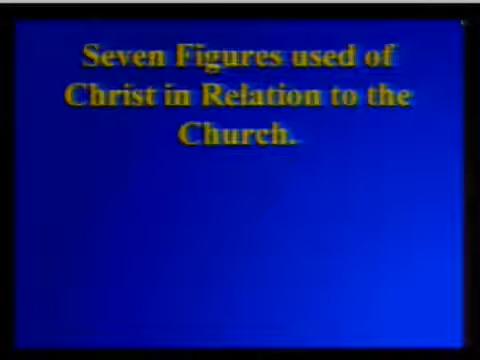 Seven Figures used of
Christ in Relation to the
Church.